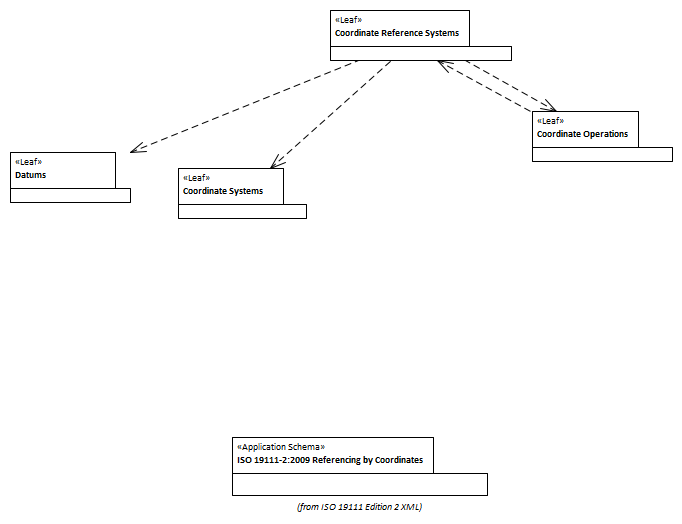 «Leaf»
Coordinate Reference Systems
«Leaf»
Coordinate Operations
«Leaf»
Datums
«Leaf»
Coordinate Systems
«Application Schema»
ISO 19111-2:2009 Referencing by Coordinates
(from ISO 19111 Edition 2 XML)